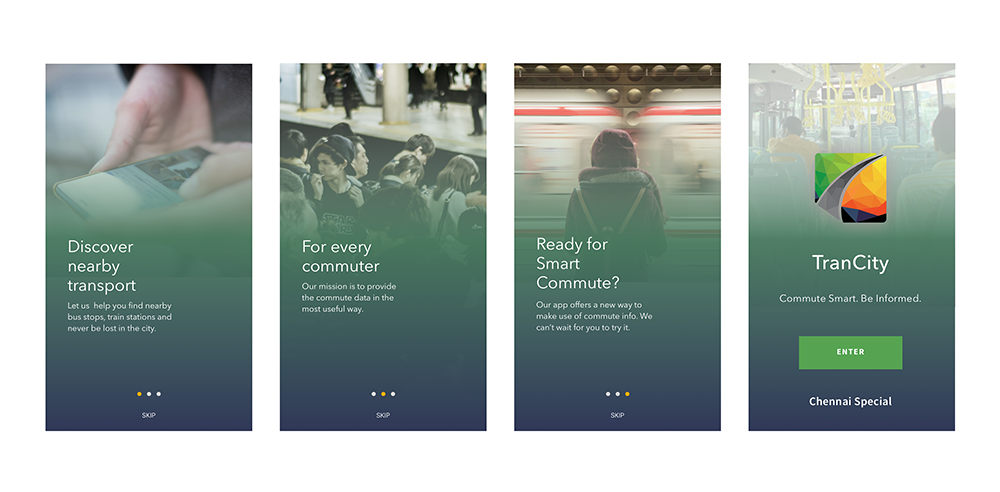 Discover
nearby
transport
Let us  help you find nearby
bus stops, train stations and
never be lost in the city.
SKIP
STAR
WARS
For every
commuter
Our mission is to provide
the commute data in the
most useful way.
SKIP
Ready for
Smart
Commute?
Our app offers a new way to
make use of commute info. We
can't wait for you to try it.
SKIP
TranCity
Commute Smart. Be Informed.
ENTER
Chennai Special